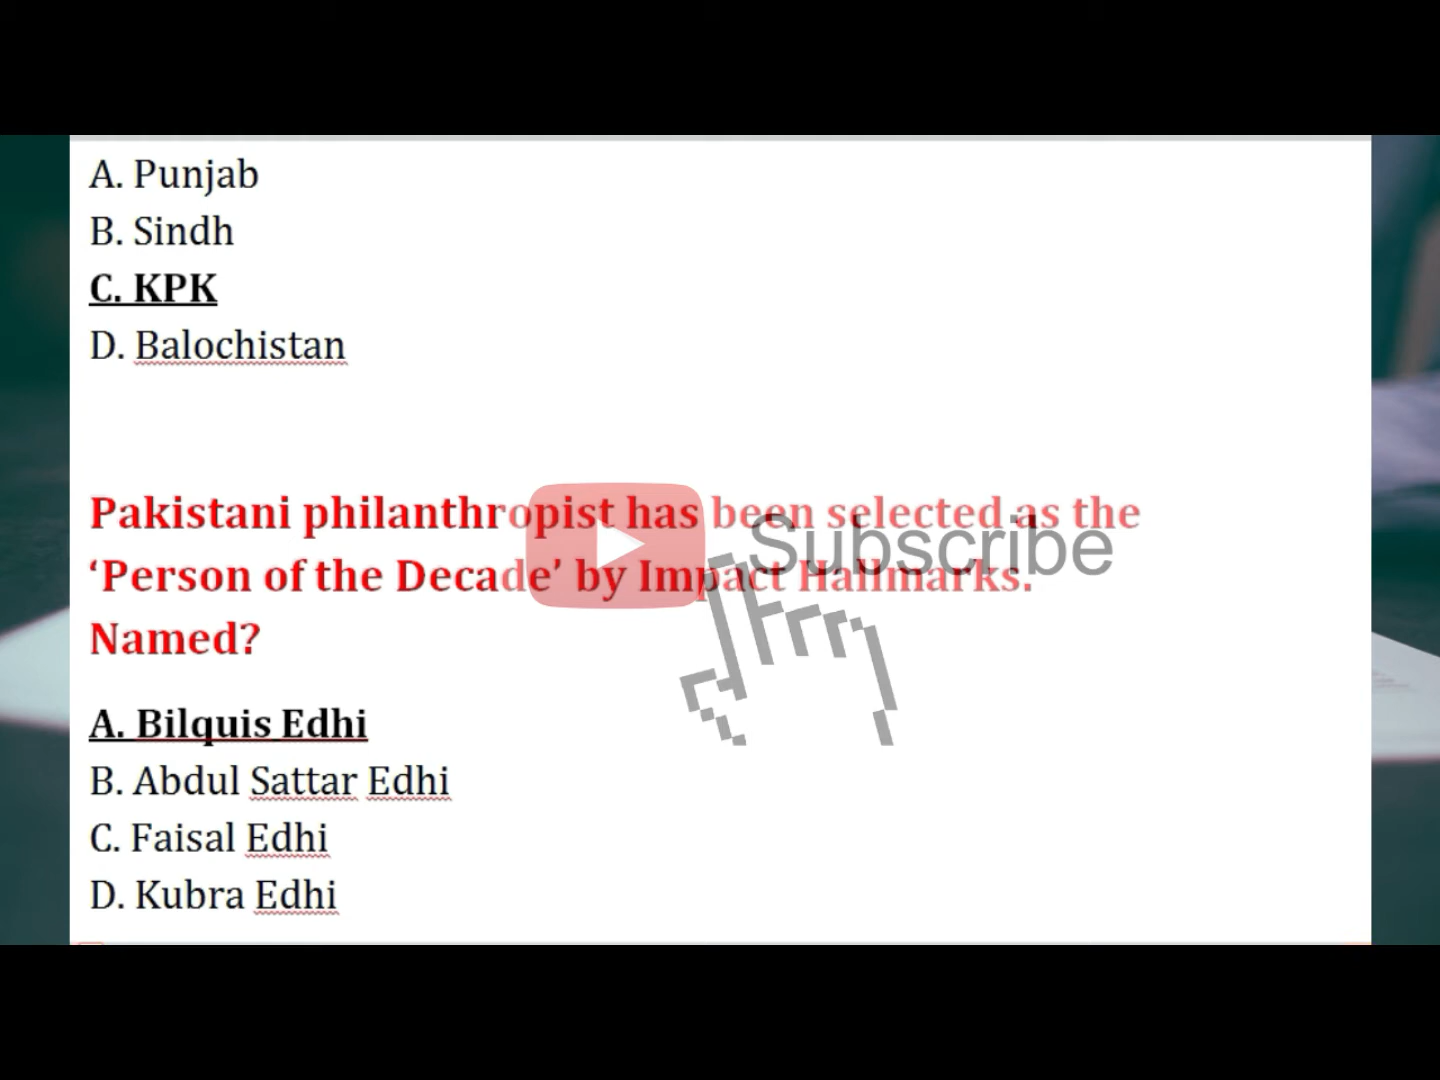 A. Punjab
B. Sindh
C. KPK
D. Balochistan
Pakistani philanthropist has been selected as the
‘Person of the Decade’ by Impact Hallmarks.
Named?
Subscribe
A. Bilquis Edhi
B. Abdul Sattar Edhi
C. Faisal Edhi
D. Kubra Edhi